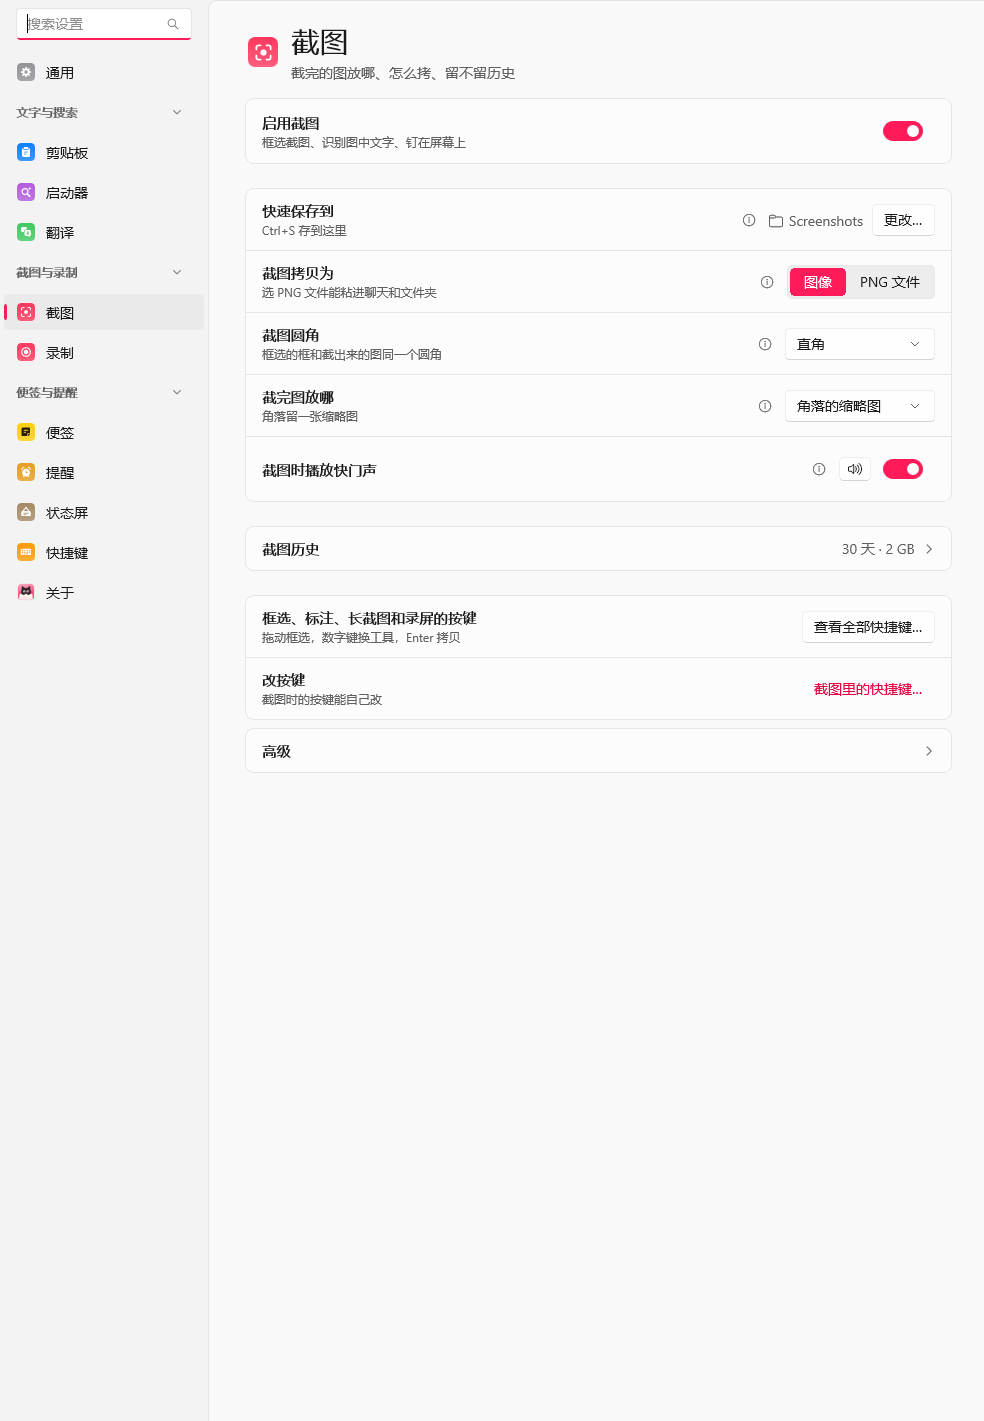 搜索设置
通用
文字与搜索
剪贴板
启动器
翻译
截图与录制
截图
录制
便签与提醒
便签
提醒
状态屏
快捷键
关于
截图
截完的图放哪、怎么拷、留不留历史
启用截图
框选截图、识别图中文字、钉在屏幕上
快速保存到
Ctrl+S 存到这里
Screenshots
更改...
截图拷贝为
选 PNG 文件能粘进聊天和文件夹
图像
PNG 文件
截图圆角
框选的框和截出来的图同一个圆角
直角
截完图放哪
角落留一张缩略图
角落的缩略图
截图时播放快门声
截图历史
30 天 · 2 GB
框选、标注、长截图和录屏的按键
拖动框选，数字键换工具，Enter 拷贝
查看全部快捷键...
改按键
截图时的按键能自己改
截图里的快捷键...
高级